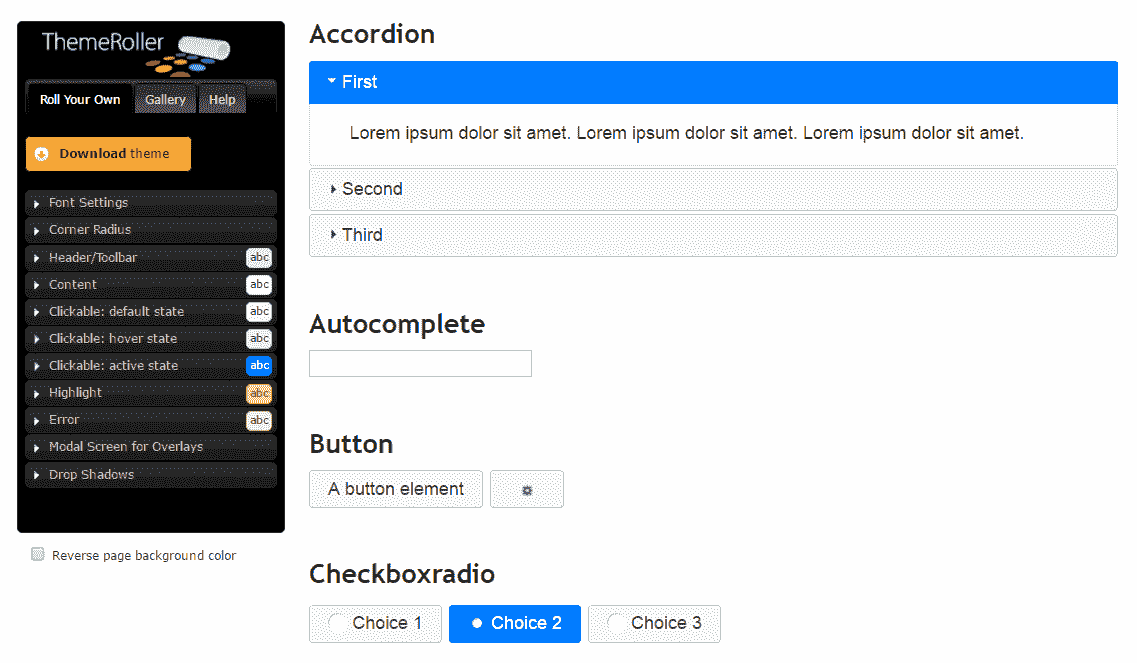 ThemeRoller
Roll Your Own
Gallery
Help
Download theme
Font Settings
Corner Radius
Header/Toolbar
abc
Content
abc
Clickable: default state
abc
Clickable: hover state
abc
Clickable: active state
abc
Highlight
abc
Error
abc
Modal Screen for Overlays
Drop Shadows
Reverse page background color
Accordion
First
Lorem ipsum dolor sit amet. Lorem ipsum dolor sit amet. Lorem ipsum dolor sit amet.
Second
Third
Autocomplete
Button
A button element
Checkboxradio
Choice 1
Choice 2
Choice 3